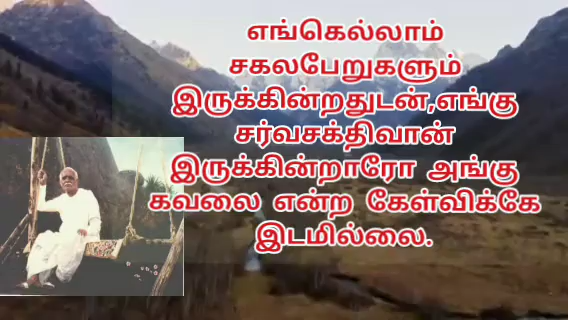 எங்கெல்லாம்
சகலபேறுகளும்
இருக்கின்றதுடன்,எங்கு
சர்வசக்திவான்
இருக்கின்றாரோ அங்கு
கவலை என்ற கேள்விக்கே
இடமில்லை.